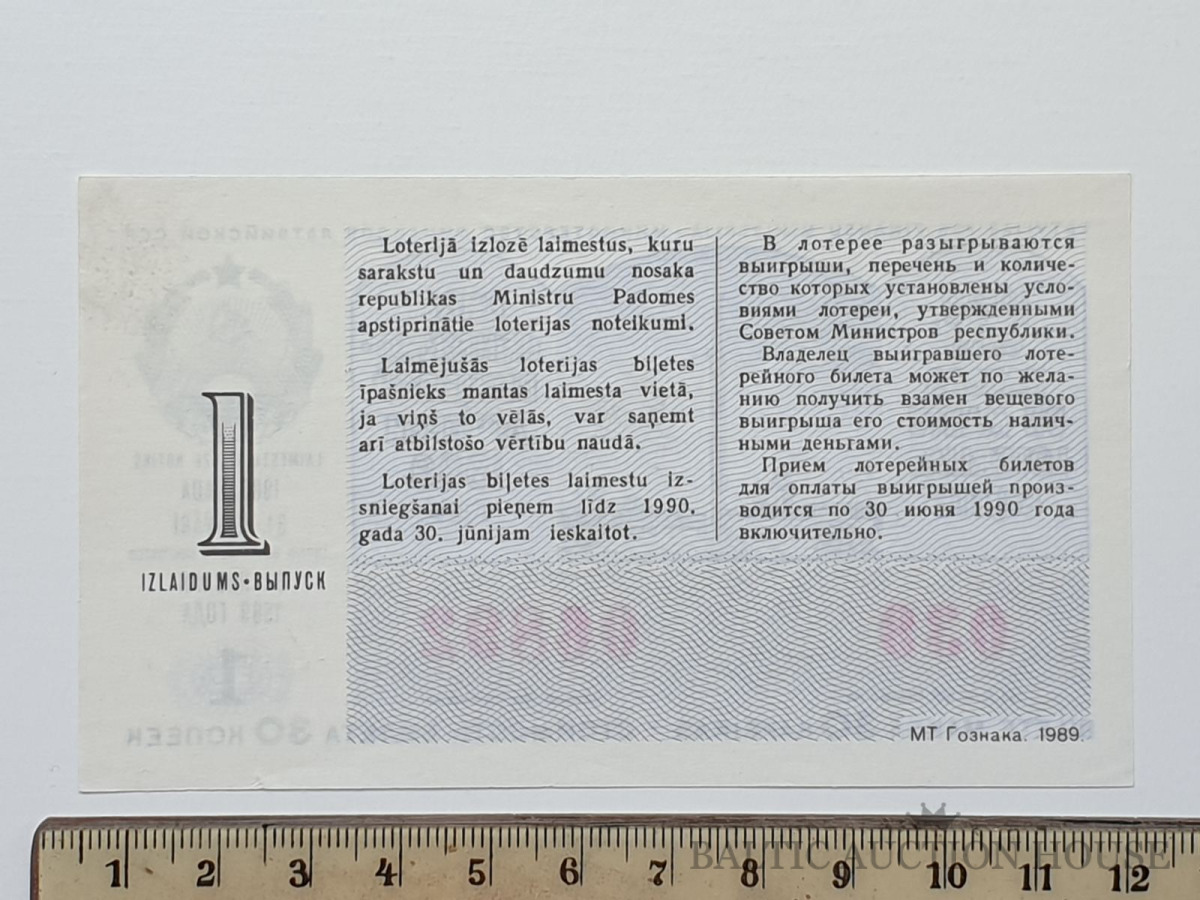 Loterijā izlozē laimestus, kuru
sarakstu un daudzumu nosaka
republikas Ministru Padomes
apstiprinātie loterijas noteikumi.
Laimējušās loterijas biļetes
īpašnieks mantas laimesta vietā,
ja viņš to vēlās, var saņemt
arī atbilstošo vērtību naudā.
Loterijas biļetes laimestu iz-
sniegšanai pieņem līdz 1990.
gada 30. jūnijam ieskaitot.
В лотерее разыгрываются
выигрыши, перечень и количе-
ство которых установлены усло-
виями лотереи, утвержденными
Советом Министров республики.
Владелец выигравшего лоте-
рейного билета может по жела-
нию получить взамен вещевого
выигрыша его стоимость налич-
ными деньгами.
Прием лотерейных билетов
для оплаты выигрышей произ-
водится по 30 июня 1990 года
включительно.
1
IZLAIDUMS•ВЫПУСК
МТ Гознака. 1989.
BALTIC AUCTION HOUSE
1 2 3 4 5 6 7 8 9 10 11 12